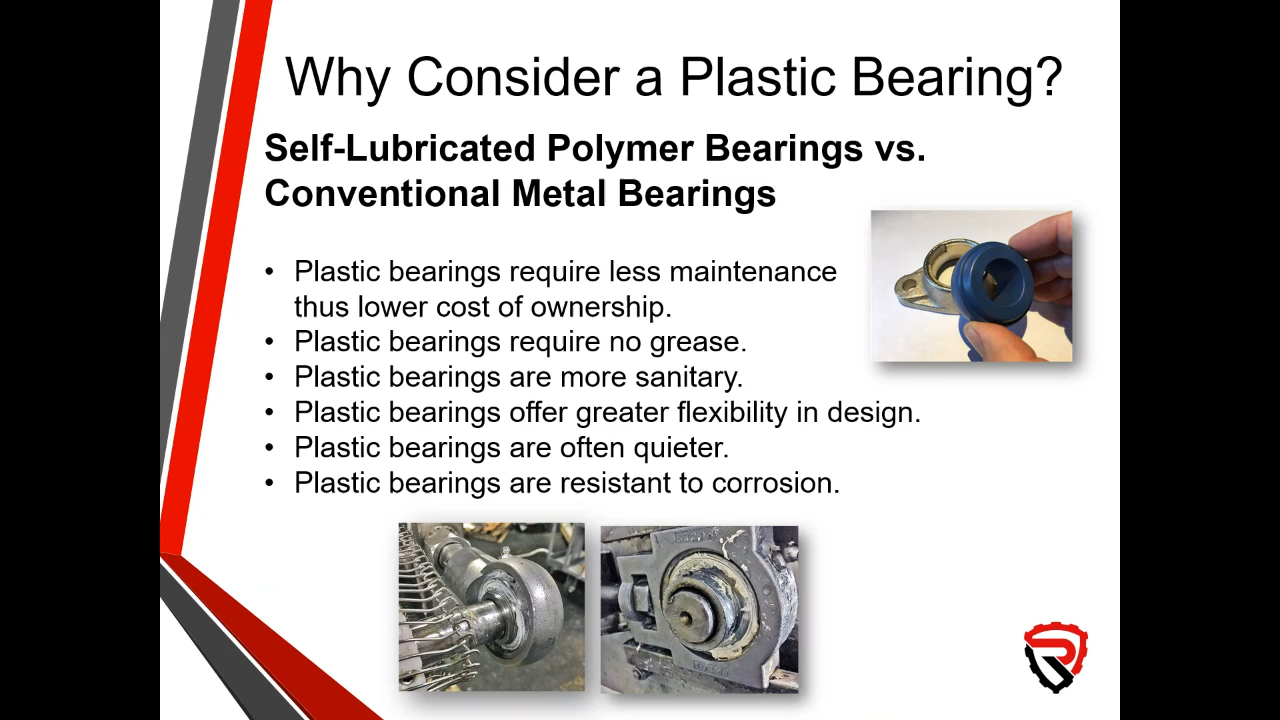 Why Consider a Plastic Bearing?
Self-Lubricated Polymer Bearings vs.
Conventional Metal Bearings
• Plastic bearings require less maintenance
thus lower cost of ownership.
• Plastic bearings require no grease.
• Plastic bearings are more sanitary.
• Plastic bearings offer greater flexibility in design.
• Plastic bearings are often quieter.
• Plastic bearings are resistant to corrosion.